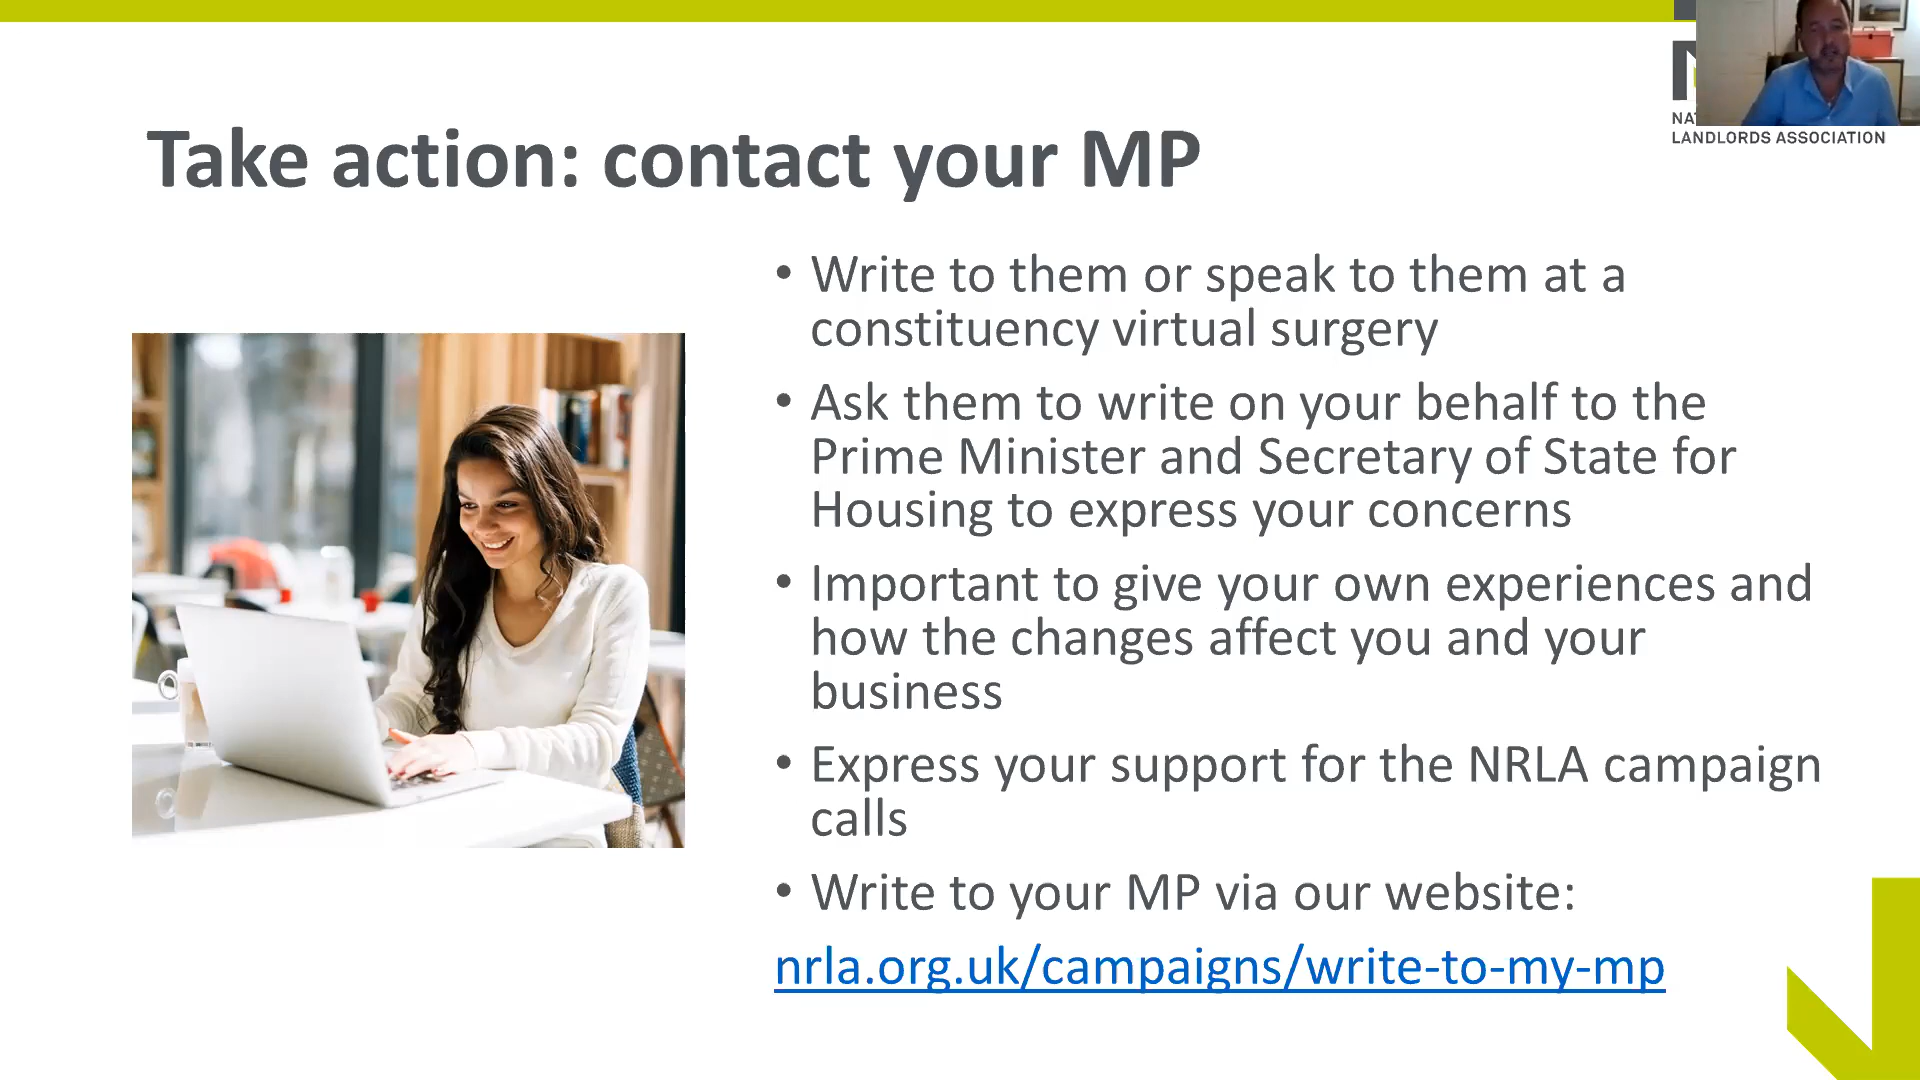 Take action: contact your MP
LANDLORDS ASSOCIATION
• Write to them or speak to them at a
constituency virtual surgery
• Ask them to write on your behalf to the
Prime Minister and Secretary of State for
Housing to express your concerns
• Important to give your own experiences and
how the changes affect you and your
business
• Express your support for the NRLA campaign
calls
• Write to your MP via our website:
nrla.org.uk/campaigns/write-to-my-mp